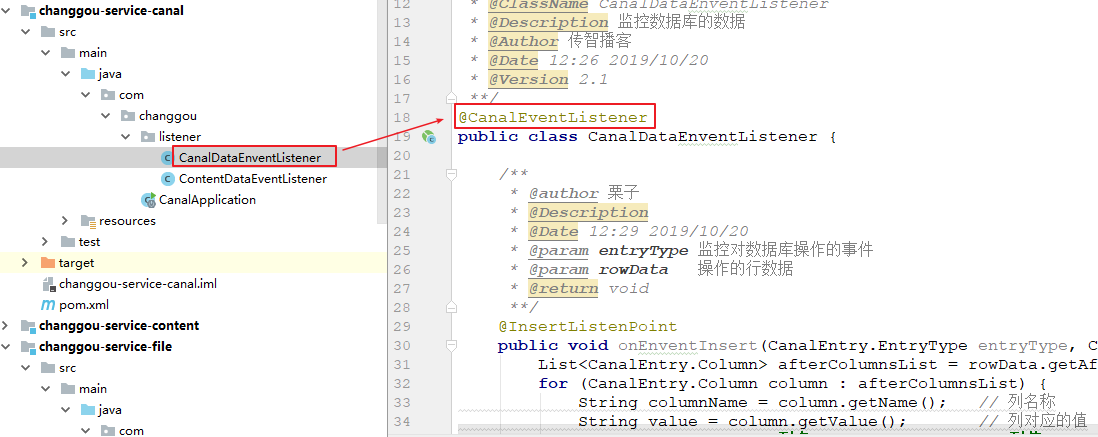 changgou-service-canal
src
main
java
com
changgou
listener
CanalDataEnventListener
ContentDataEventListener
CanalApplication
resources
test
target
changgou-service-canal.iml
pom.xml
changgou-service-content
changgou-service-file
src
main
java
com
12 * @ClassName CanalDataEnventListener
13 * @Description 监控数据库的数据
14 * @Author 传智播客
15 * @Date 12:26 2019/10/20
16 * @Version 2.1
17 **/
18 @CanalEventListener
19 public class CanalDataEnventListener {
20
21 /**
22 * @author 栗子
23 * @Description
24 * @Date 12:29 2019/10/20
25 * @param entryType 监控对数据库操作的事件
26 * @param rowData 操作的行数据
27 * @return void
28 **/
29 @InsertListenPoint
30 public void onEnventInsert(CanalEntry.EntryType entryType, C
31 List<CanalEntry.Column> afterColumnsList = rowData.getAf
32 for (CanalEntry.Column column : afterColumnsList) {
33 String columnName = column.getName(); // 列名称
34 String value = column.getValue(); // 列对应的值